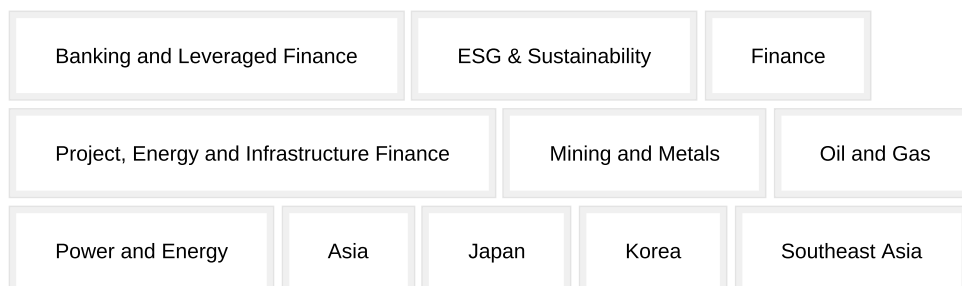 Banking and Leveraged Finance ESG & Sustainability Finance
Project, Energy and Infrastructure Finance Mining and Metals Oil and Gas
Power and Energy Asia Japan Korea Southeast Asia